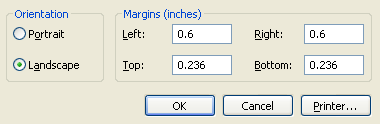 Orientation Margins (inches)
Portrait Left: 0.6 Right: 0.6
Landscape Top: 0.236 Bottom: 0.236
OK Cancel Printer...